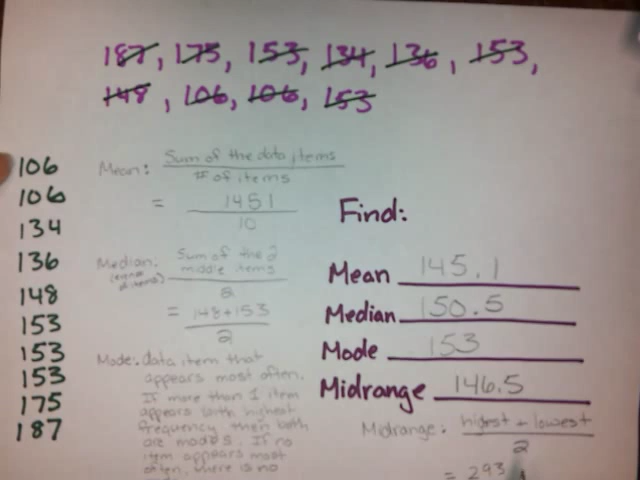 187, 175, 153, 134, 136, 153,
148, 106, 106, 153
106
106
134
136
148
153
153
153
175
187
Mean: Sum of the data items
# of items
= 1451
10
Median: Sum of the 2
middle items
2
= 148+153
2
Mode: data item that
appears most often.
If more than 1 item
appears with highest
frequency then both
are modes. If no
item appears most
often, there is no
Find:
Mean 145.1
Median 150.5
Mode 153
Midrange 146.5
Midrange: highest + lowest
2
= 293